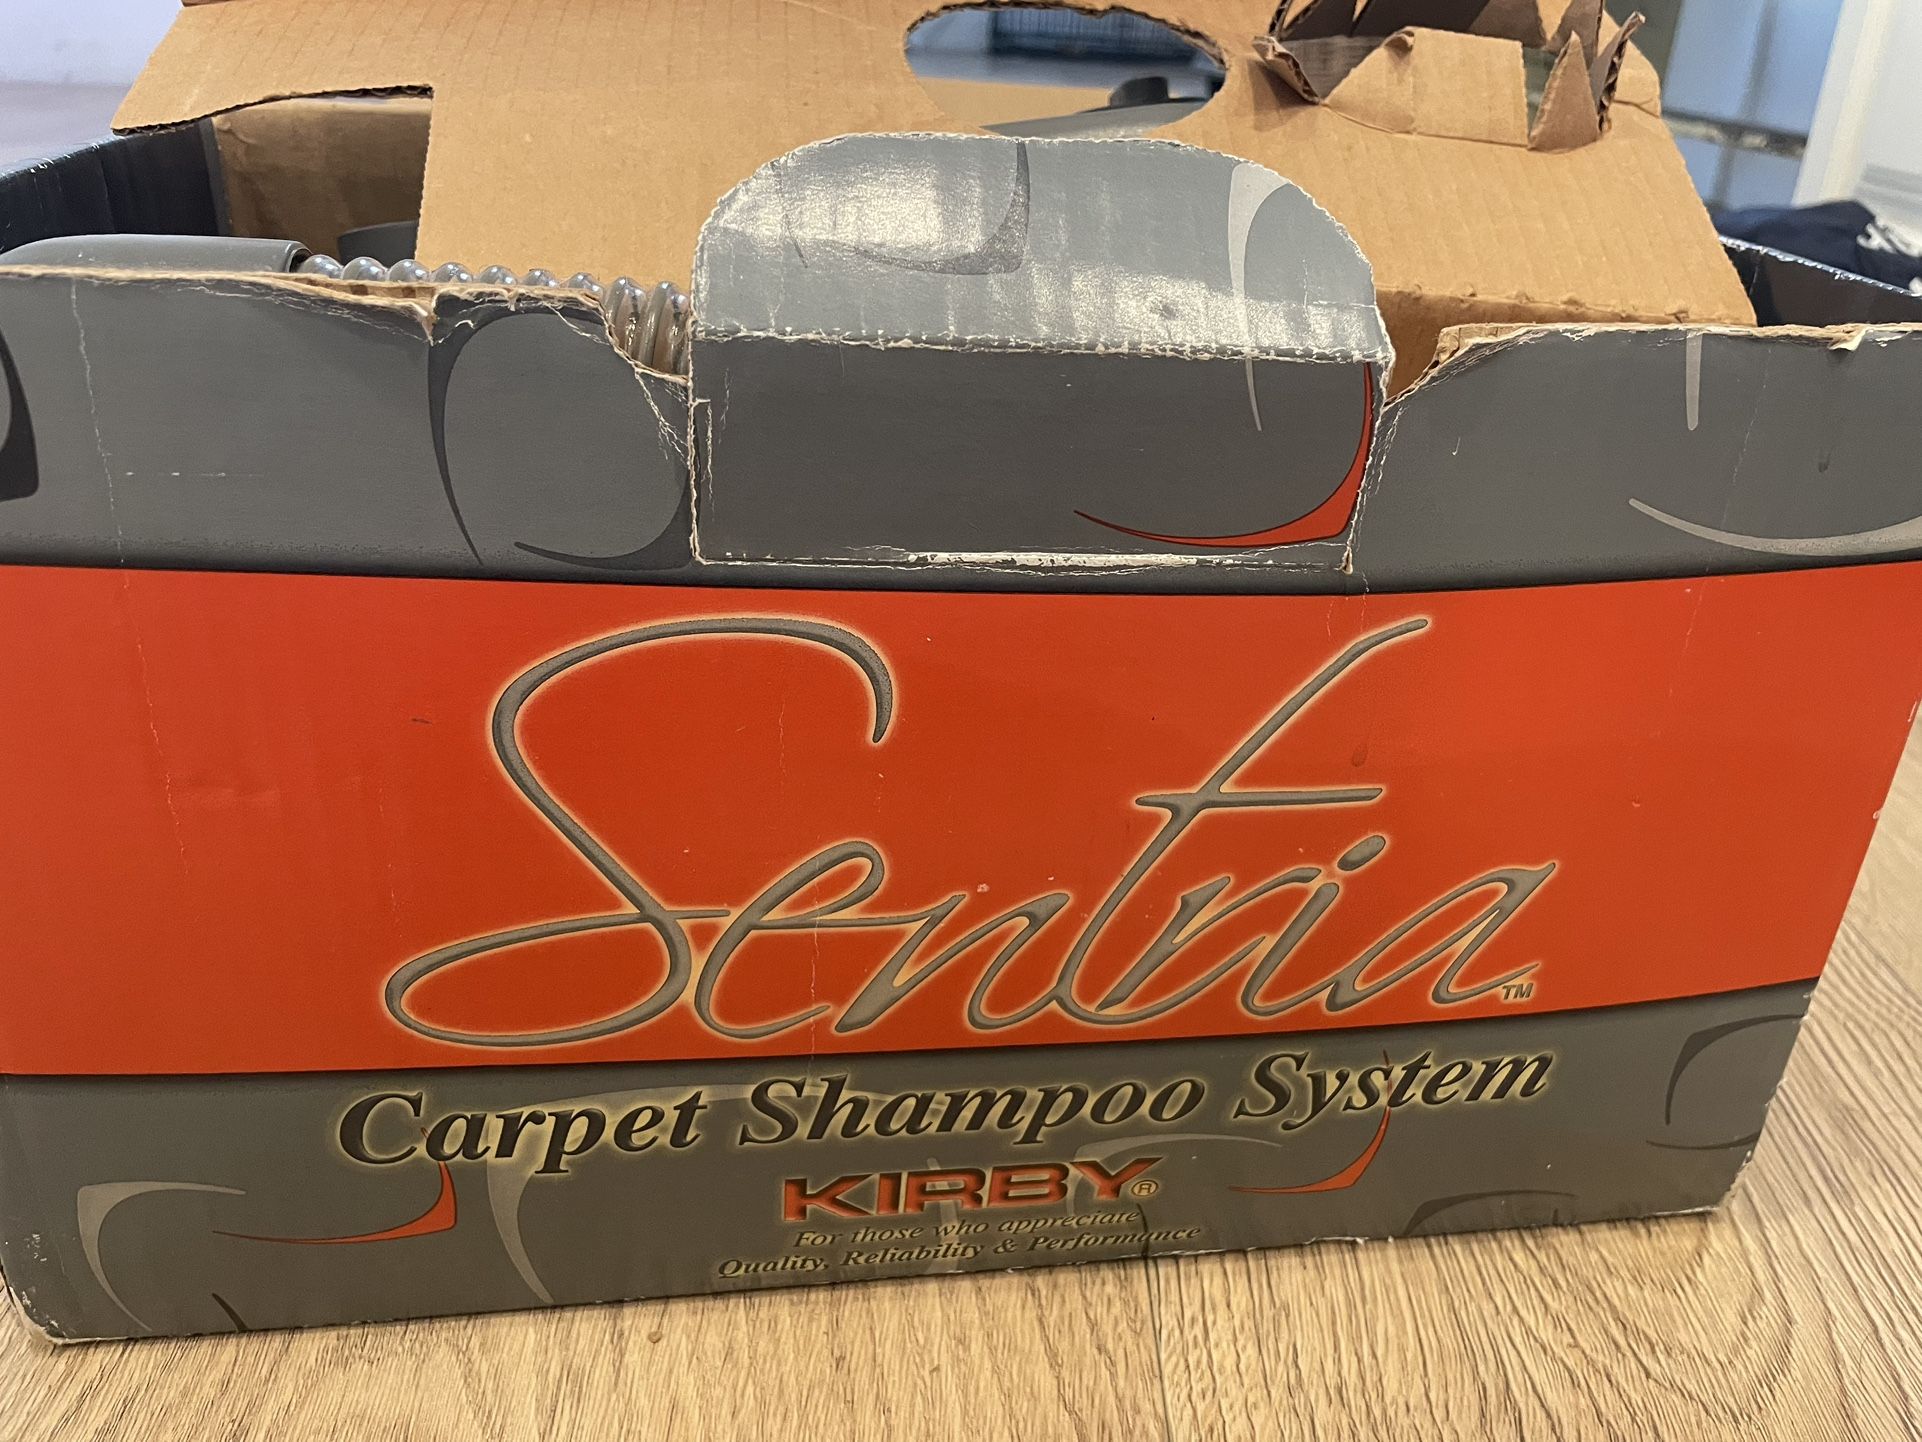 Sentria™
Carpet Shampoo System
KIRBY®
For those who appreciate
Quality, Reliability & Performance